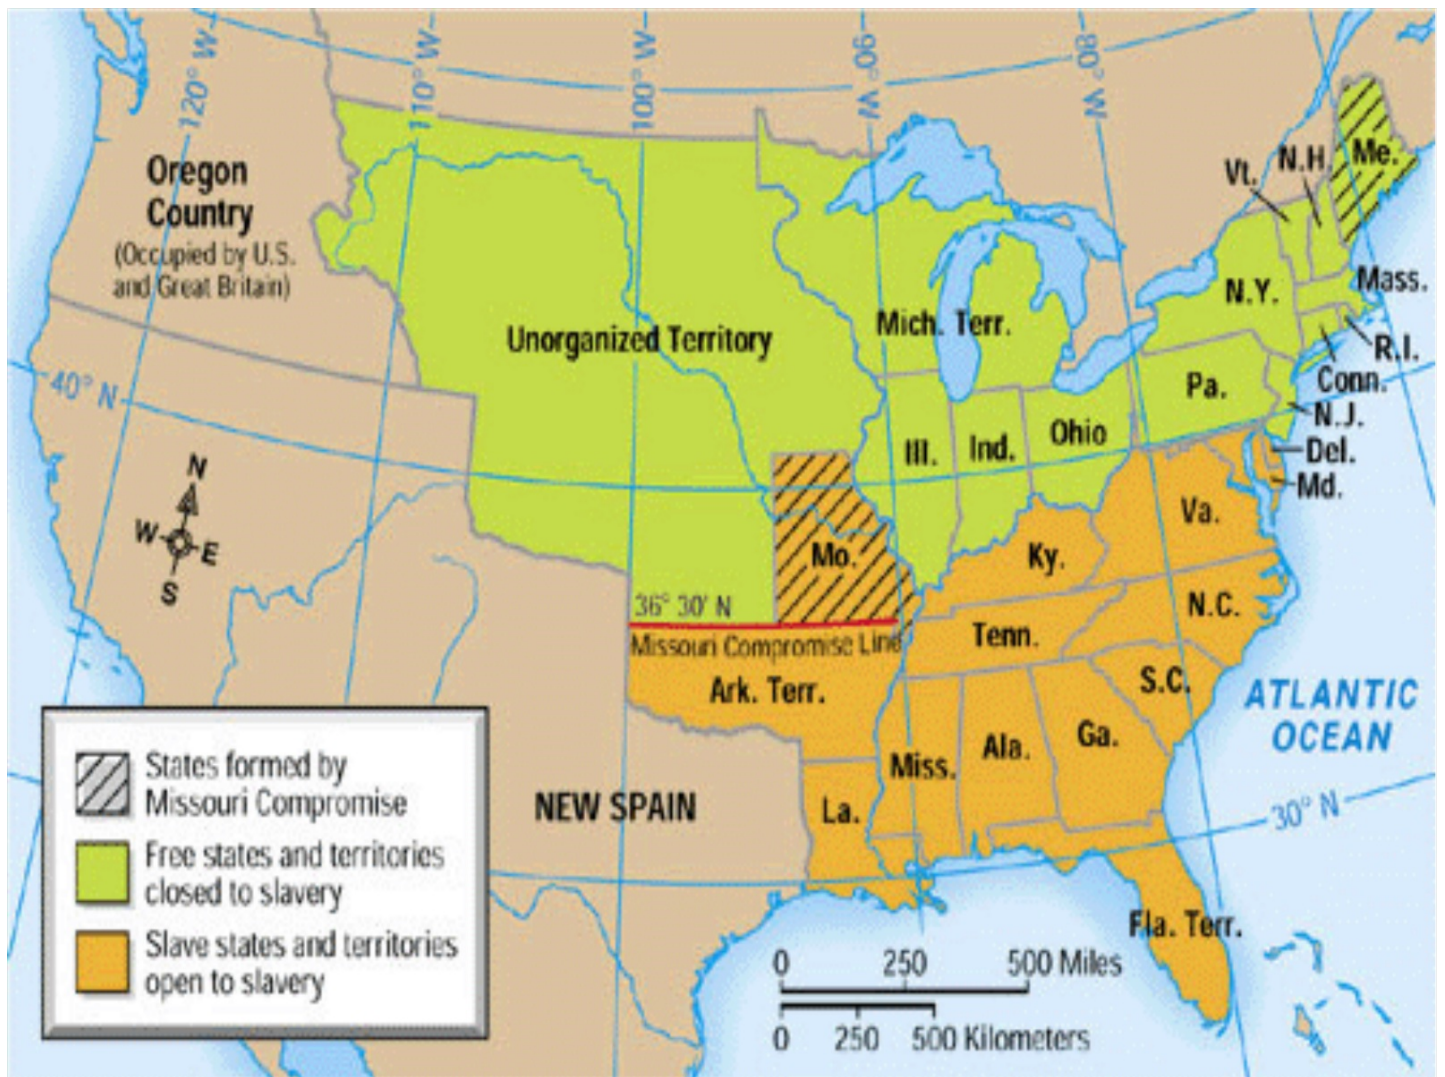 120° W
110° W
100° W
90° W
80° W
Oregon
Country
(Occupied by U.S.
and Great Britain)
Unorganized Territory
Mich. Terr.
Vt.
N.H.
Me.
N.Y.
Mass.
R.I.
Conn.
N.J.
Pa.
Del.
Md.
Ill.
Ind.
Ohio
40° N
N
W
E
S
Va.
Mo.
Ky.
N.C.
36° 30' N
Missouri Compromise Line
Tenn.
Ark. Terr.
S.C.
ATLANTIC
OCEAN
Miss.
Ala.
Ga.
La.
NEW SPAIN
30° N
Fla. Terr.
States formed by
Missouri Compromise
Free states and territories
closed to slavery
Slave states and territories
open to slavery
0 250 500 Miles
0 250 500 Kilometers